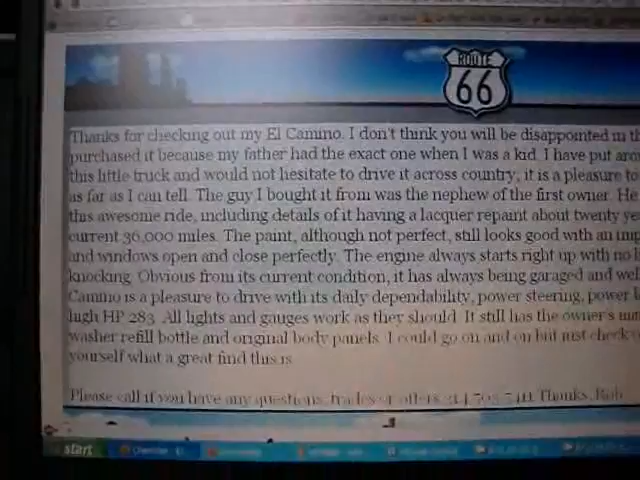 ROUTE
66
Thanks for checking out my El Camino. I don't think you will be disappointed in th
purchased it because my father had the exact one when I was a kid. I have put aro
this little truck and would not hesitate to drive it across country, it is a pleasure to
as far as I can tell. The guy I bought it from was the nephew of the first owner. He
this awesome ride, including details of it having a lacquer repaint about twenty ye
current 36,000 miles. The paint, although not perfect, still looks good with an imp
and windows open and close perfectly. The engine always starts right up with no
knocking. Obvious from its current condition, it has always being garaged and wel
Camino is a pleasure to drive with its daily dependability, power steering, power
high HP 283. All lights and gauges work as they should. It still has the owner's ma
washer refill bottle and original body panels. I could go on and on but just check
yourself what a great find this is.
Please call if you have any questions, trades or offers. Thanks,
start